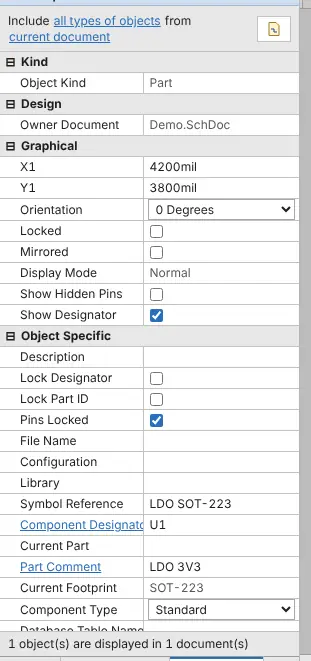 Include all types of objects from
current document
Kind
Object Kind Part
Design
Owner Document Demo.SchDoc
Graphical
X1 4200mil
Y1 3800mil
Orientation 0 Degrees
Locked
Mirrored
Display Mode Normal
Show Hidden Pins
Show Designator
Object Specific
Description
Lock Designator
Lock Part ID
Pins Locked
File Name
Configuration
Library
Symbol Reference LDO SOT-223
Component Designato U1
Current Part
Part Comment LDO 3V3
Current Footprint SOT-223
Component Type Standard
Database Table Name
1 object(s) are displayed in 1 document(s)